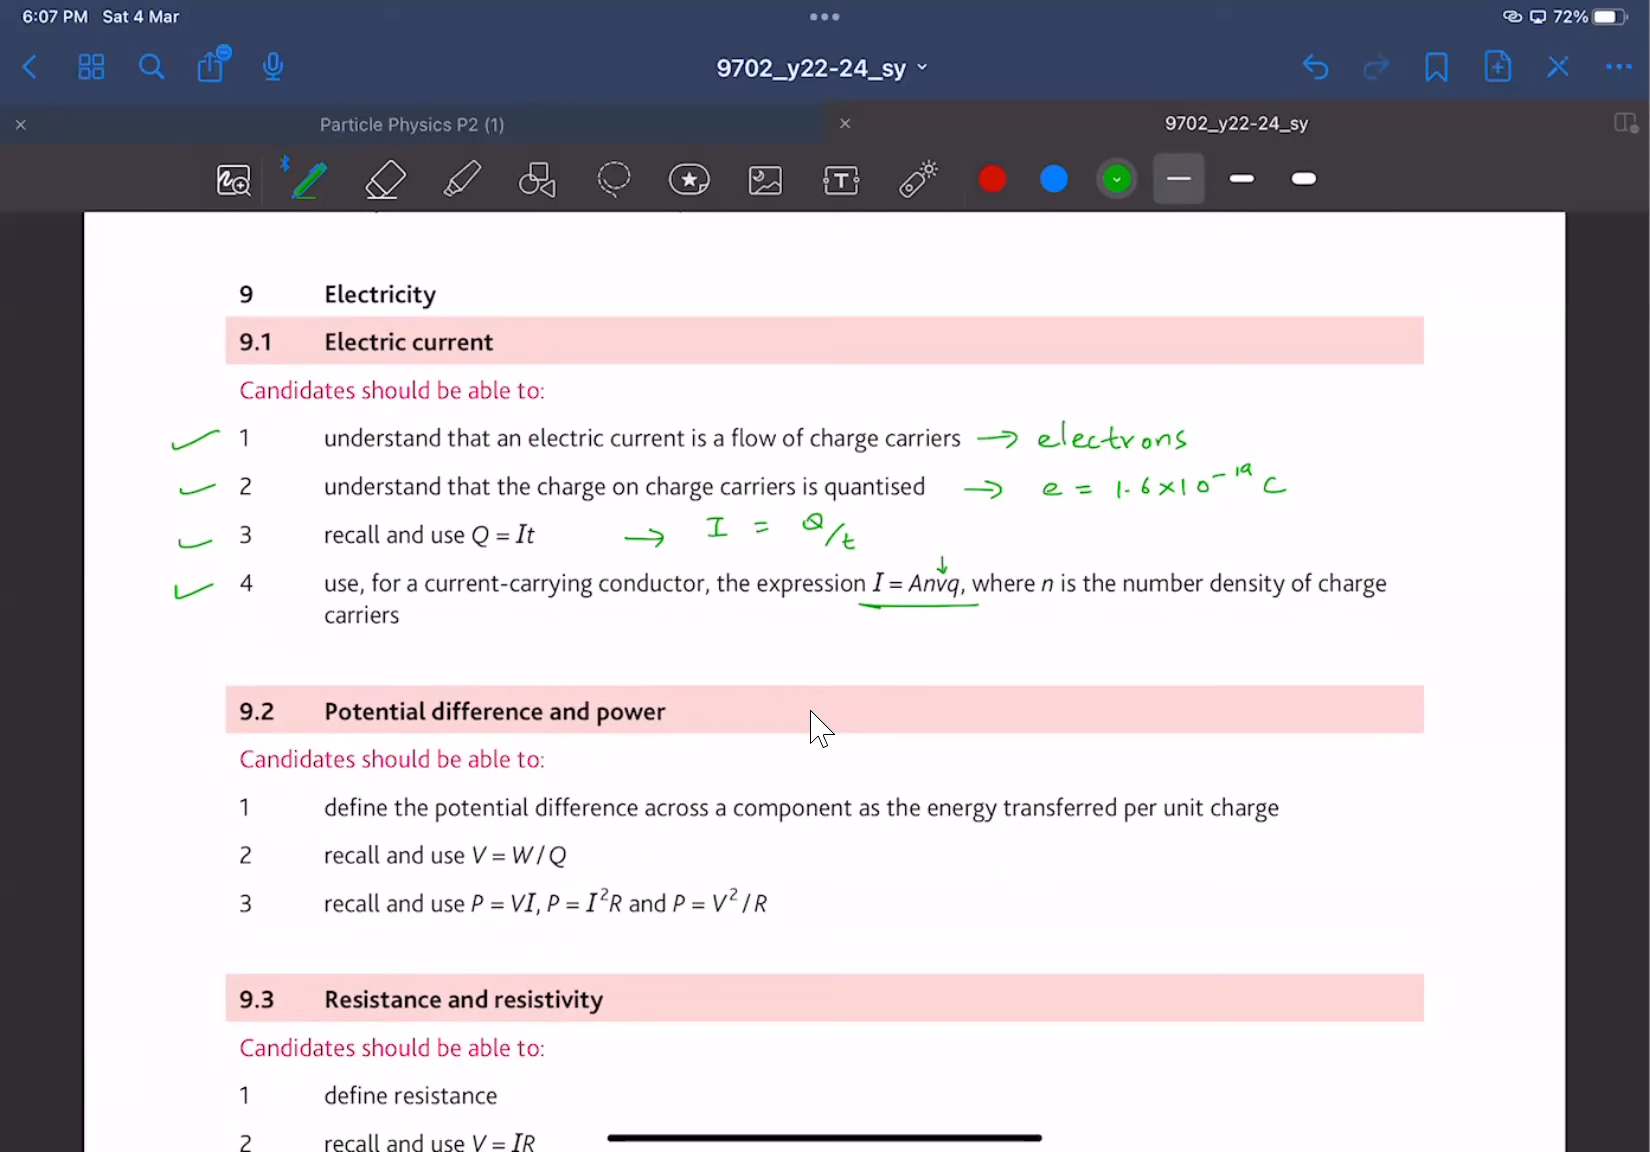 6:07 PM Sat 4 Mar 72%
9702_y22-24_sy
Particle Physics P2 (1) 9702_y22-24_sy
9 Electricity
9.1 Electric current
Candidates should be able to:
1 understand that an electric current is a flow of charge carriers → electrons
2 understand that the charge on charge carriers is quantised → e = 1.6×10⁻¹⁹ C
3 recall and use Q = It → I = Q/t
4 use, for a current-carrying conductor, the expression I = Anvq, where n is the number density of charge
carriers
9.2 Potential difference and power
Candidates should be able to:
1 define the potential difference across a component as the energy transferred per unit charge
2 recall and use V = W / Q
3 recall and use P = VI, P = I²R and P = V² / R
9.3 Resistance and resistivity
Candidates should be able to:
1 define resistance
2 recall and use V = IR